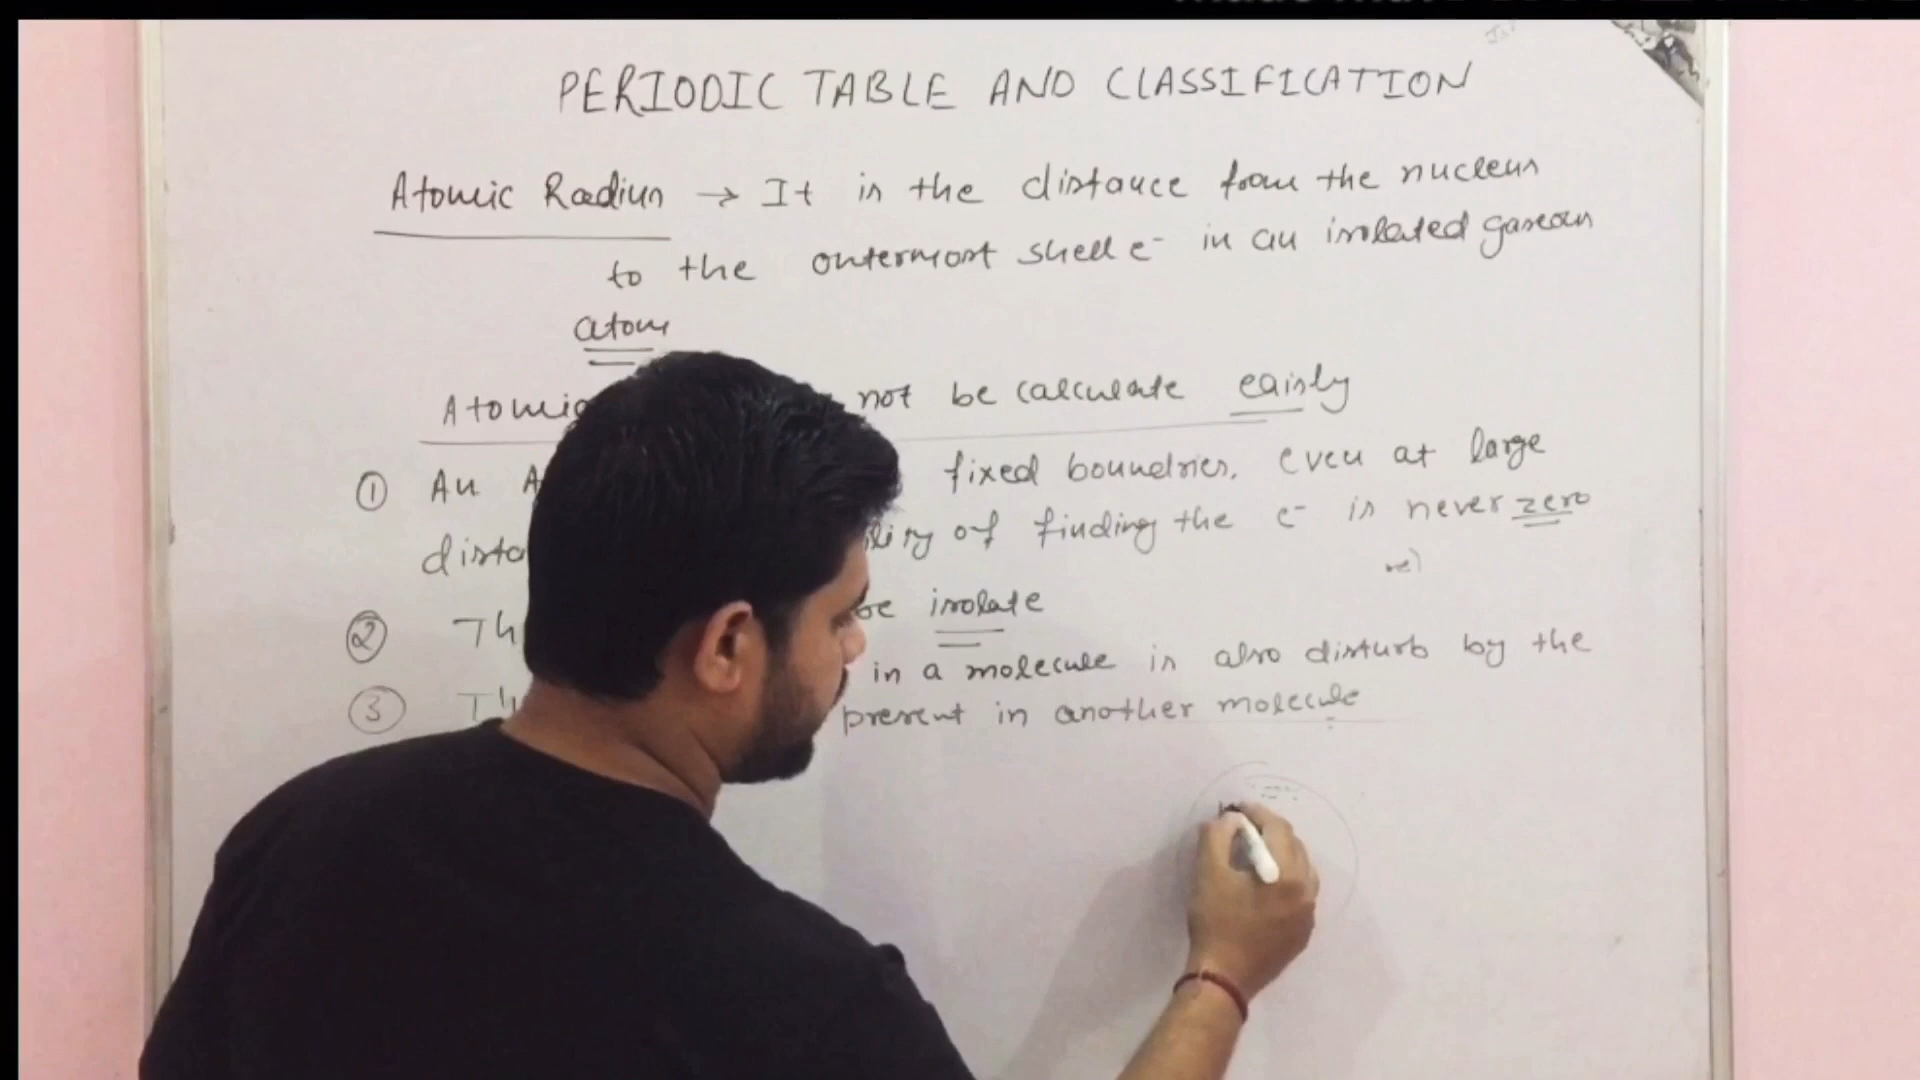 PERIODIC TABLE AND CLASSIFICATION
Atomic Radius → It is the distance from the nucleus
to the outermost shell e⁻ in an isolated gaseous
atom
Atomic not be calculate eaisly
① An A fixed boundries, even at large
dista lity of finding the e⁻ is never zero
② Th be isolate
③ Th in a molecule is also disturb by the
present in another molecule